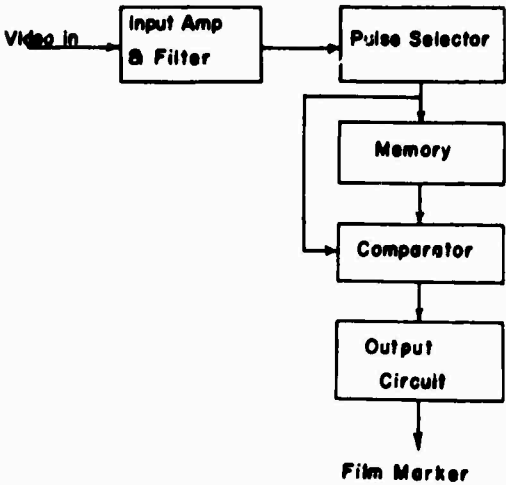 Video in
Input Amp
& Filter
Pulse Selector
Memory
Comparator
Output
Circuit
Film Marker